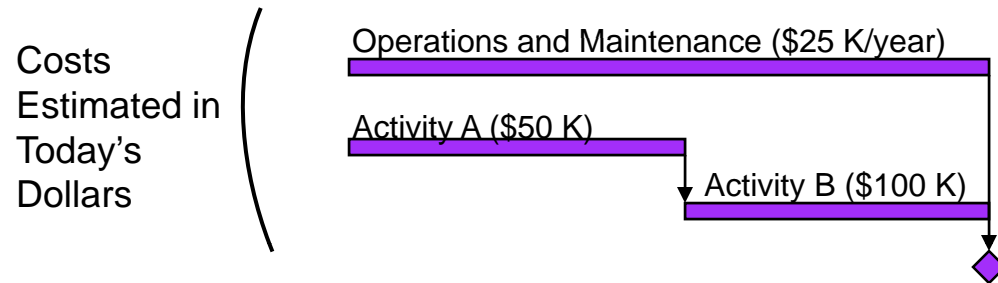 Costs
Estimated in
Today's
Dollars
Operations and Maintenance ($25 K/year)
Activity A ($50 K)
Activity B ($100 K)